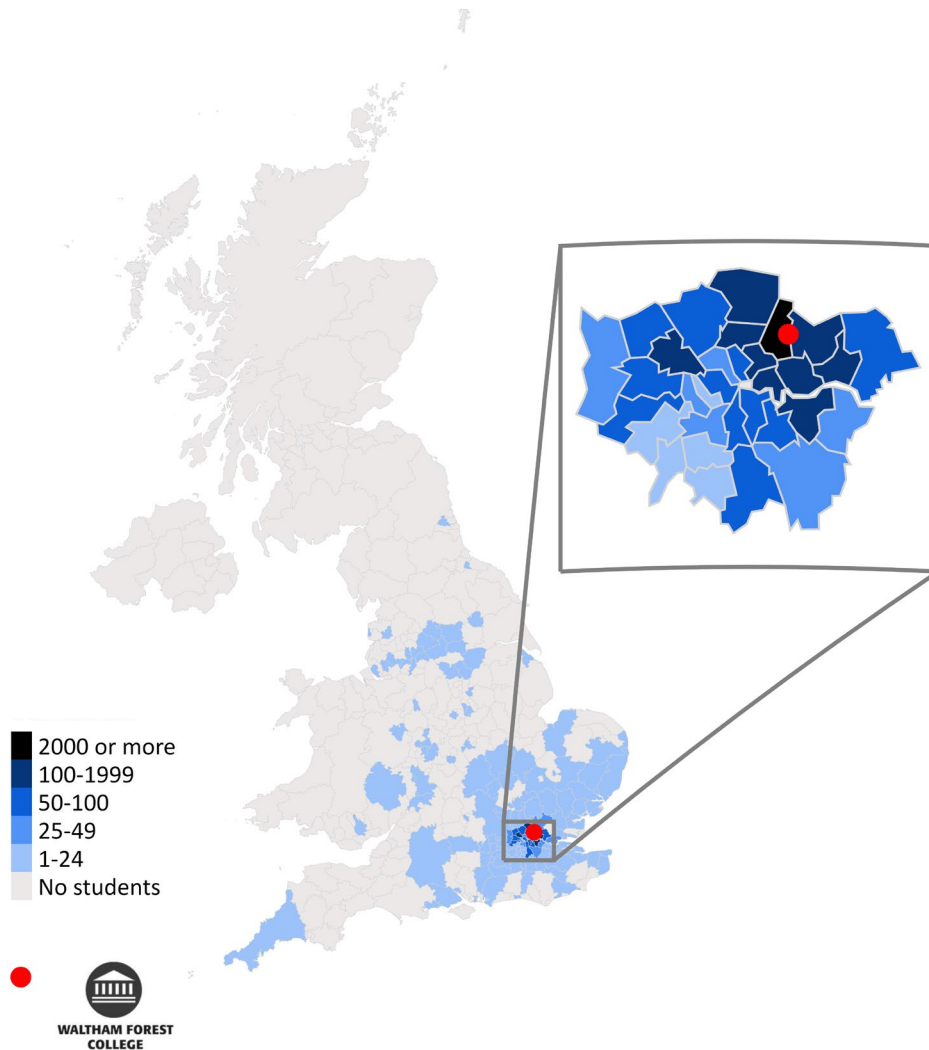 2000 or more
100-1999
50-100
25-49
1-24
No students
WALTHAM FOREST
COLLEGE